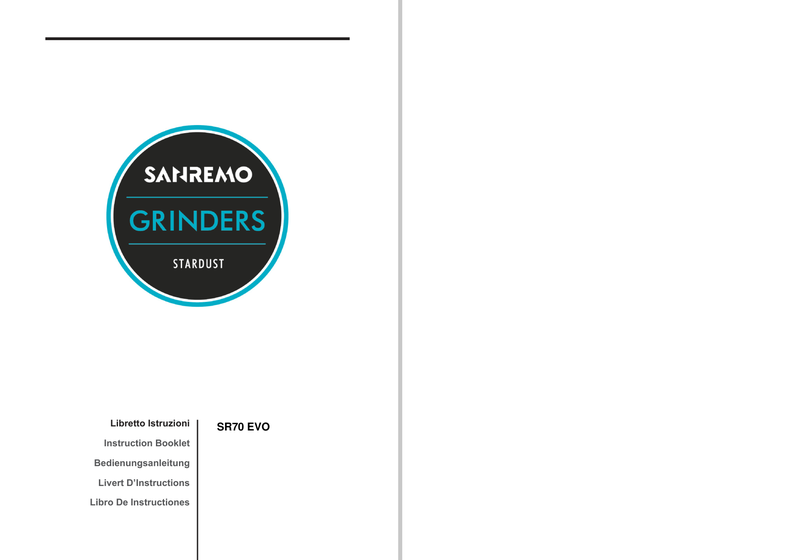 SANREMO
GRINDERS
STARDUST
Libretto Istruzioni
SR70 EVO
Instruction Booklet
Bedienungsanleitung
Livert D'Instructions
Libro De Instructiones